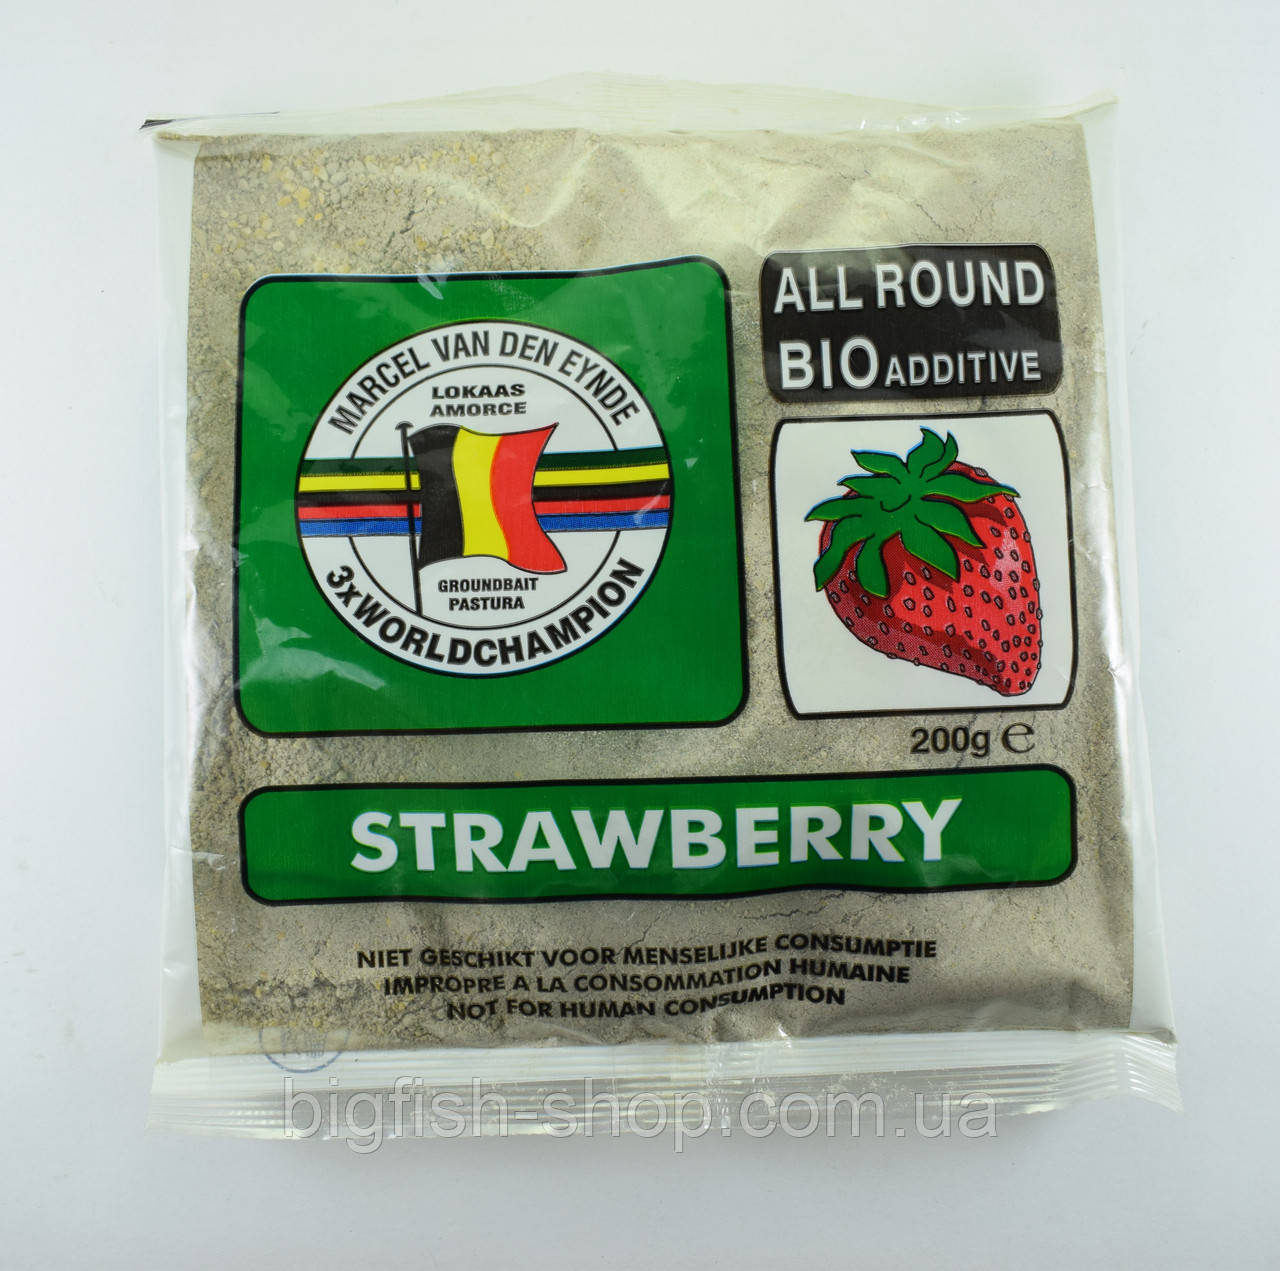 MARCEL VAN DEN EYNDE
LOKAAS
AMORCE
GROUNDBAIT
PASTURA
3xWORLDCHAMPION
ALL ROUND
BIO ADDITIVE
200g ℮
STRAWBERRY
NIET GESCHIKT VOOR MENSELIJKE CONSUMPTIE
IMPROPRE A LA CONSOMMATION HUMAINE
NOT FOR HUMAN CONSUMPTION
bigfish-shop.com.ua